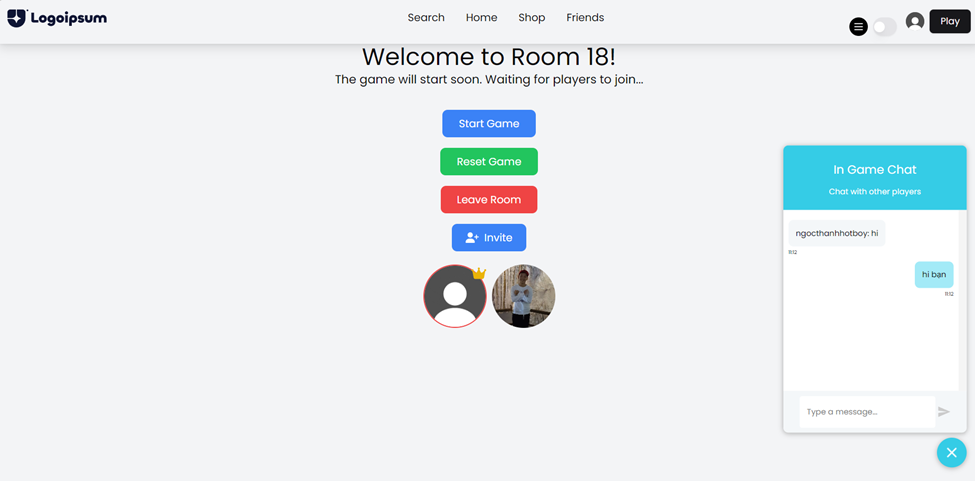 Logoipsum
Search Home Shop Friends
Play
Welcome to Room 18!
The game will start soon. Waiting for players to join...
Start Game
Reset Game
Leave Room
Invite
In Game Chat
Chat with other players
ngocthanhhotboy: hi
11:12
hi bạn
11:12
Type a message...